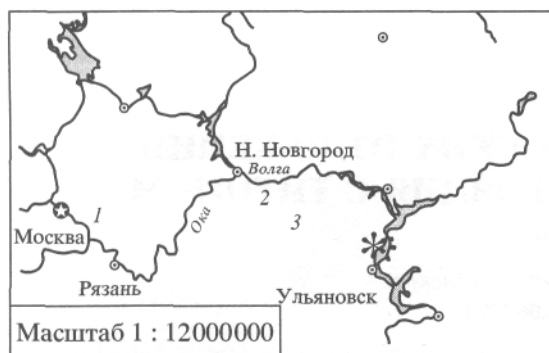 Н. Новгород
Волга
2
1
3
Ока
Москва
Рязань
Ульяновск
Масштаб 1 : 12000000